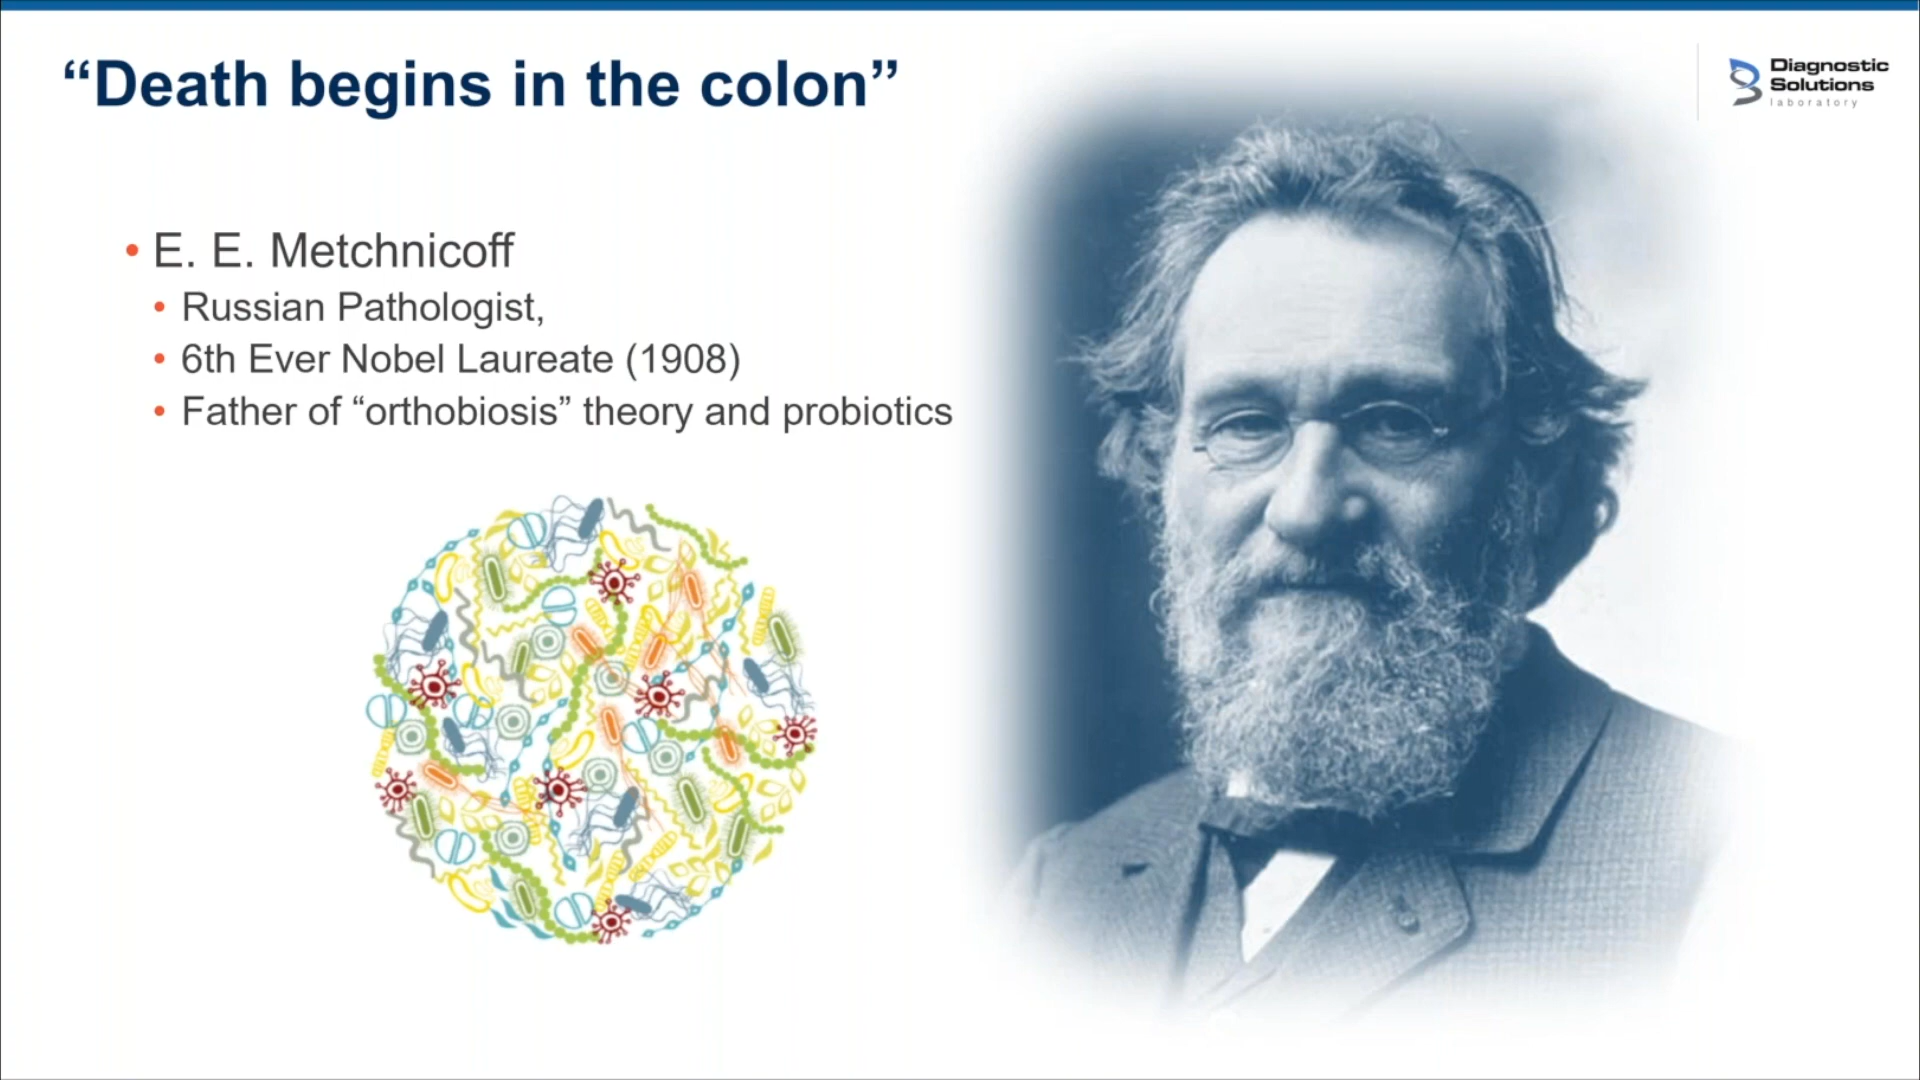 “Death begins in the colon”
Diagnostic
Solutions
laboratory
• E. E. Metchnicoff
• Russian Pathologist,
• 6th Ever Nobel Laureate (1908)
• Father of “orthobiosis” theory and probiotics